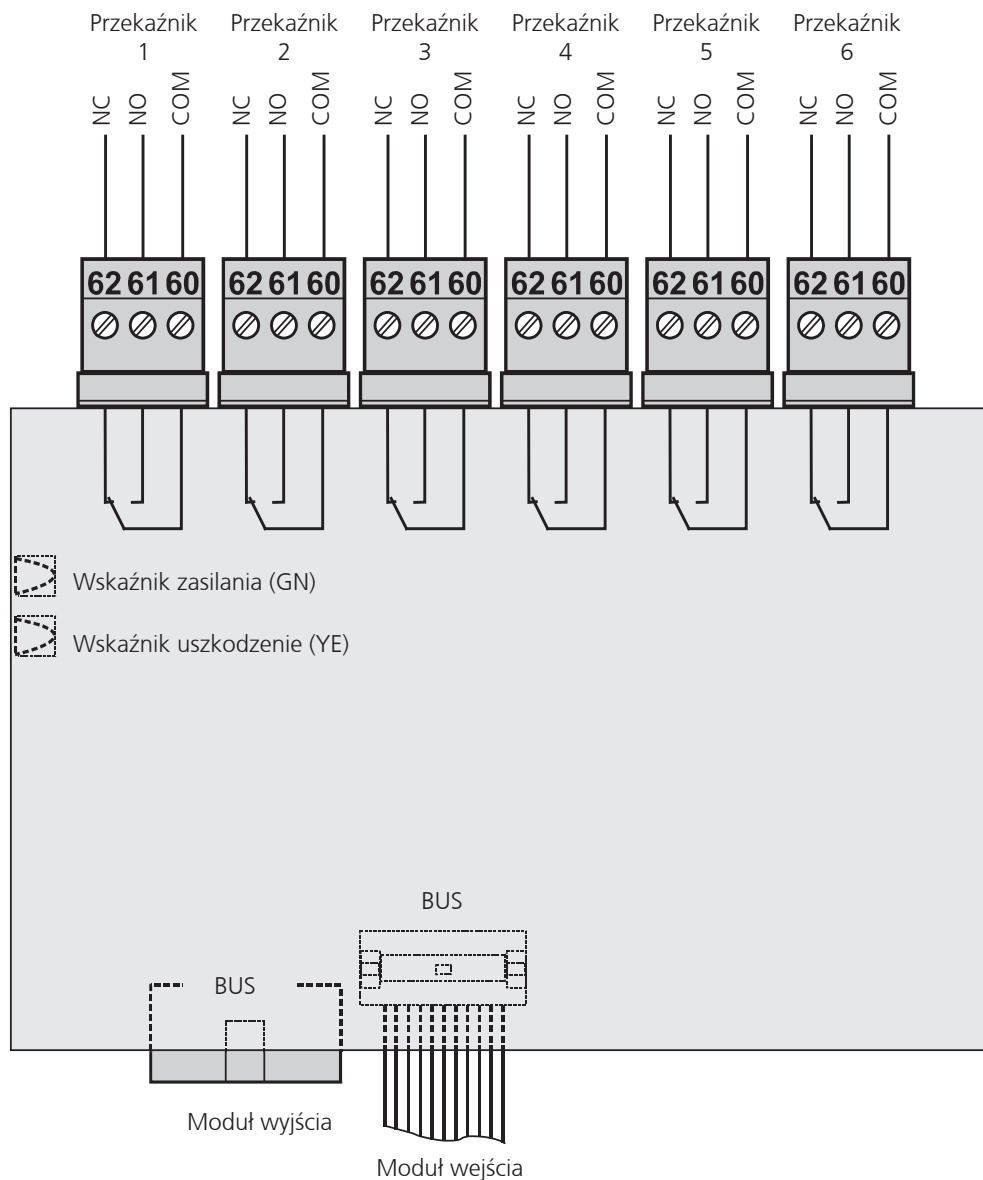 Przekaźnik Przekaźnik Przekaźnik Przekaźnik Przekaźnik Przekaźnik
1 2 3 4 5 6
NC NO COM NC NO COM NC NO COM NC NO COM NC NO COM NC NO COM
62 61 60 62 61 60 62 61 60 62 61 60 62 61 60 62 61 60
Wskaźnik zasilania (GN)
Wskaźnik uszkodzenie (YE)
BUS
BUS
Moduł wyjścia
Moduł wejścia